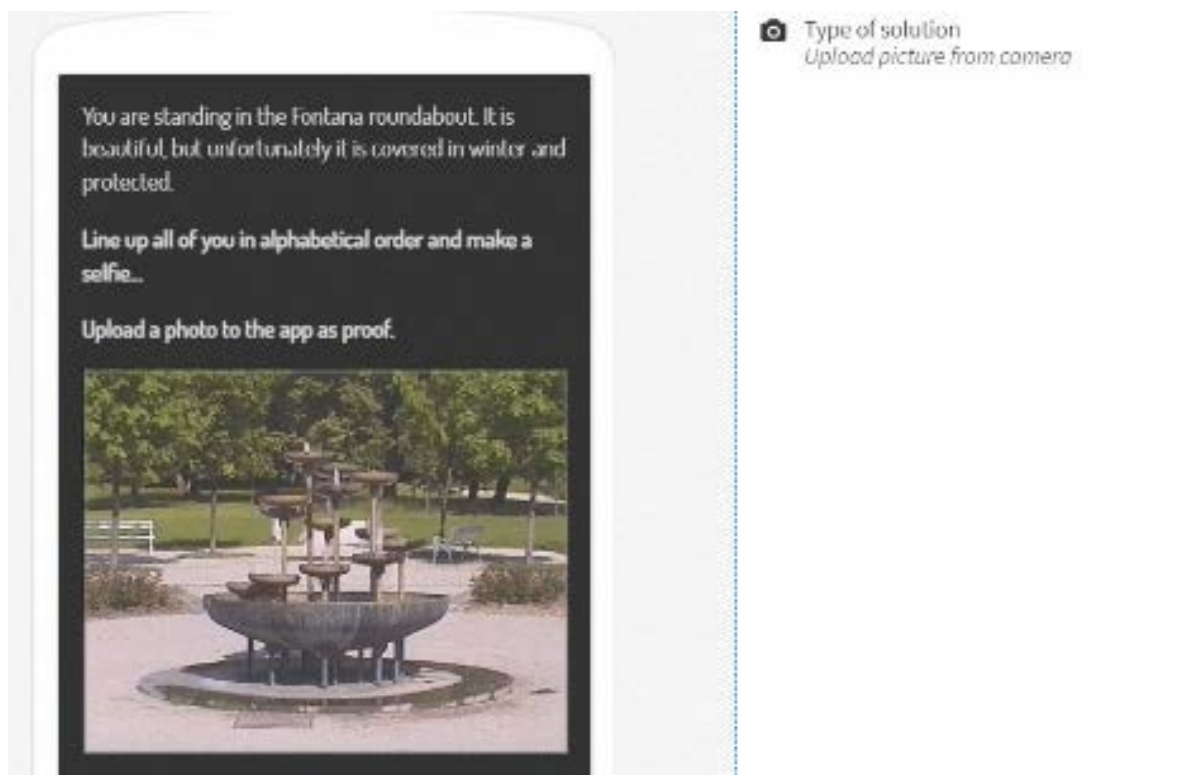 You are standing in the Fontana roundabout. It is
beautiful, but unfortunately it is covered in winter and
protected.
Line up all of you in alphabetical order and make a
selfie...
Upload a photo to the app as proof.
Type of solution
Upload picture from camera